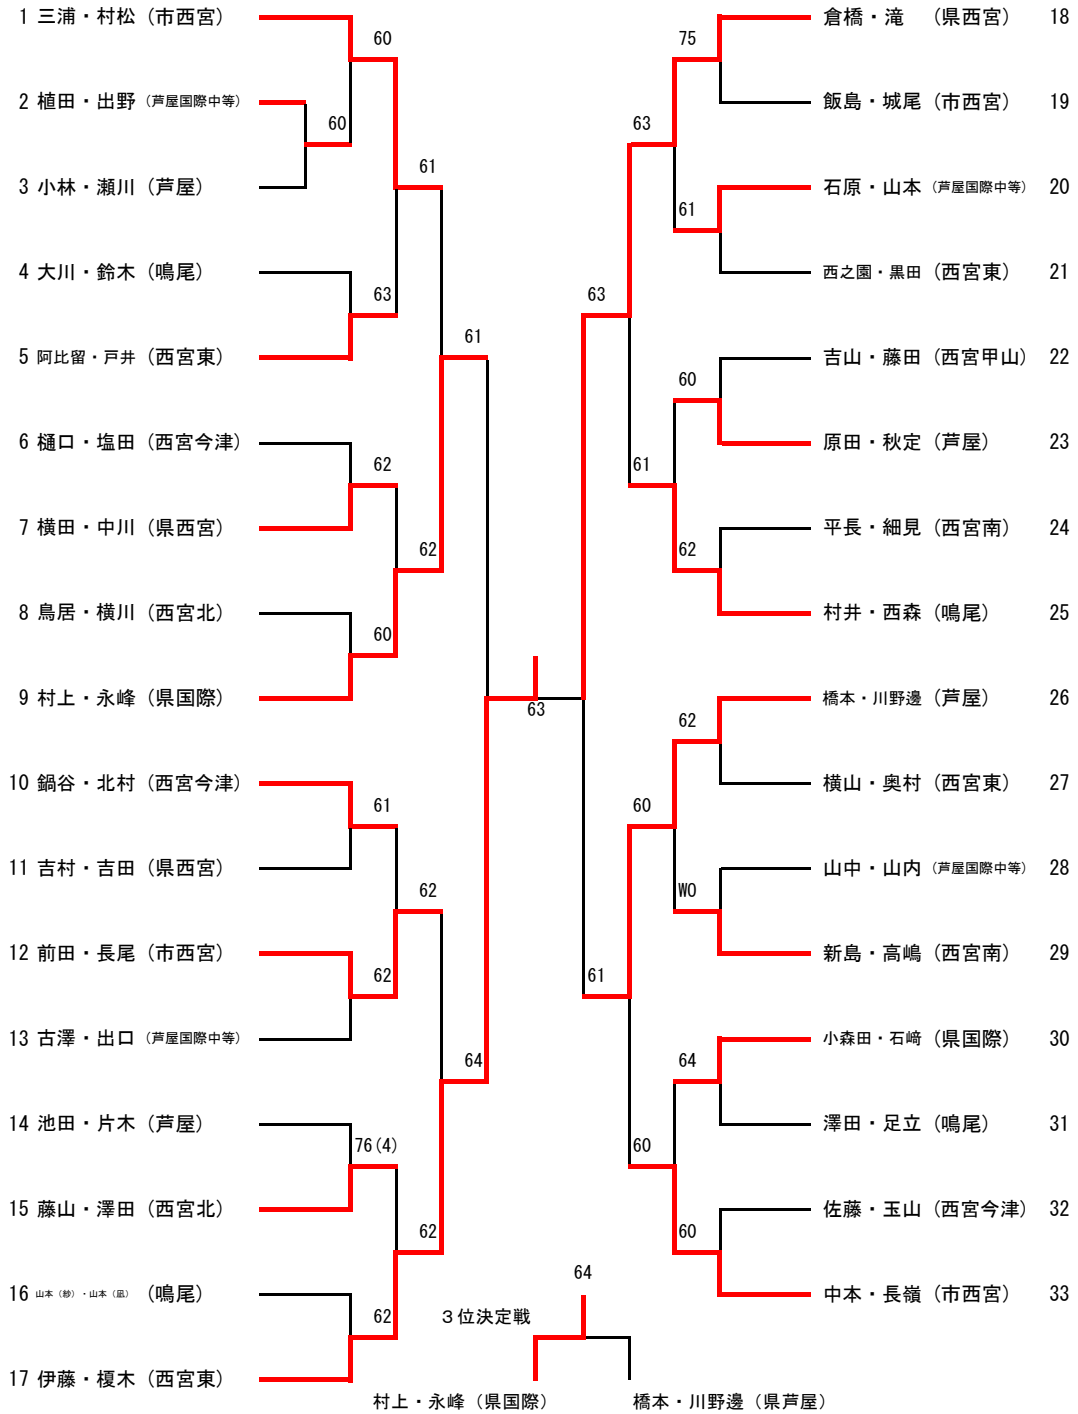 1 三浦・村松（市西宮）
2 植田・出野（芦屋国際中等）
3 小林・瀬川（芦屋）
4 大川・鈴木（鳴尾）
5 阿比留・戸井（西宮東）
6 樋口・塩田（西宮今津）
7 横田・中川（県西宮）
8 鳥居・横川（西宮北）
9 村上・永峰（県国際）
10 鍋谷・北村（西宮今津）
11 吉村・吉田（県西宮）
12 前田・長尾（市西宮）
13 古澤・出口（芦屋国際中等）
14 池田・片木（芦屋）
15 藤山・澤田（西宮北）
16 山本（紗）・山本（凪）（鳴尾）
17 伊藤・榎木（西宮東）
60
60
63
62
60
61
62
76(4)
62
61
62
62
62
61
64
63
倉橋・滝　（県西宮） 18
飯島・城尾（市西宮） 19
石原・山本（芦屋国際中等） 20
西之園・黒田（西宮東） 21
吉山・藤田（西宮甲山） 22
原田・秋定（芦屋） 23
平長・細見（西宮南） 24
村井・西森（鳴尾） 25
橋本・川野邊（芦屋） 26
横山・奥村（西宮東） 27
山中・山内（芦屋国際中等） 28
新島・高嶋（西宮南） 29
小森田・石﨑（県国際） 30
澤田・足立（鳴尾） 31
佐藤・玉山（西宮今津） 32
中本・長嶺（市西宮） 33
75
61
60
62
62
WO
64
60
63
61
60
60
63
61
３位決定戦
64
村上・永峰（県国際）
橋本・川野邊（県芦屋）